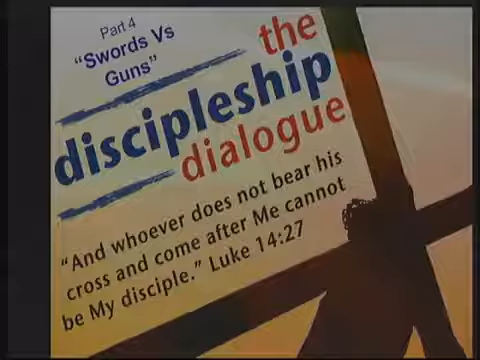 Part 4
“Swords Vs
Guns”
the
discipleship
dialogue
“And whoever does not bear his
cross and come after Me cannot
be My disciple.” Luke 14:27